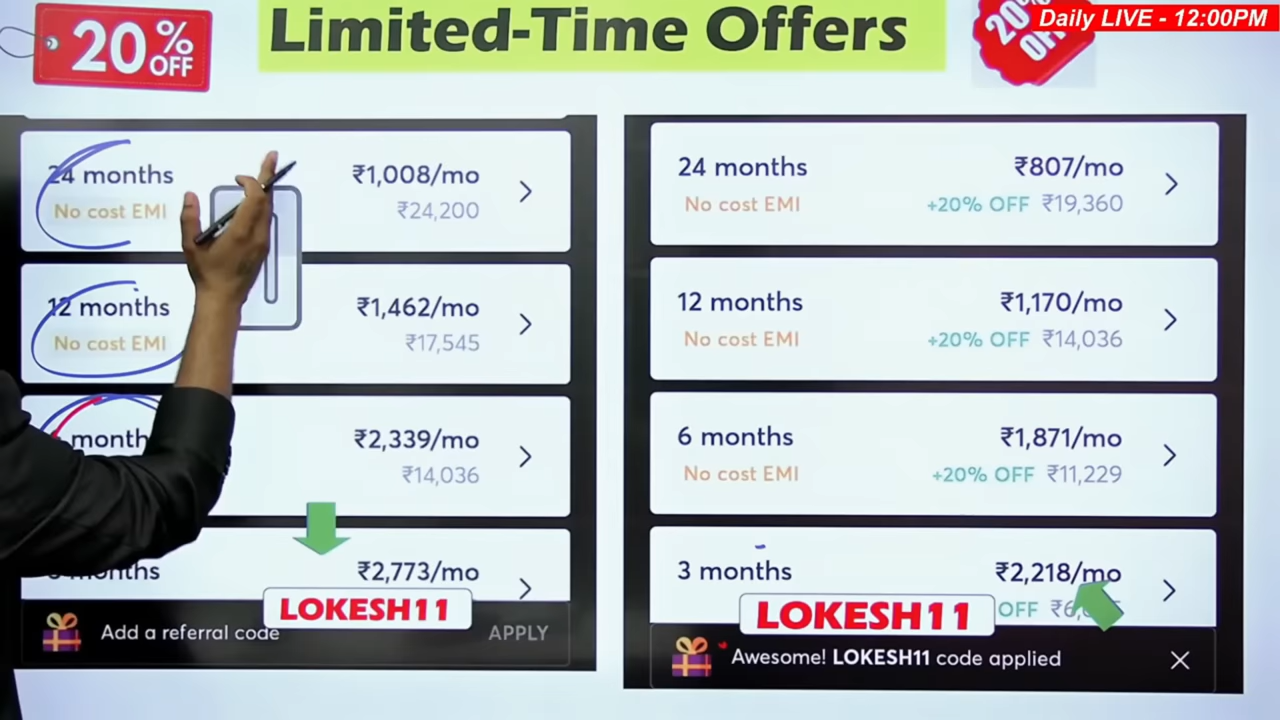 20% OFF
Limited-Time Offers
20% OFF
Daily LIVE - 12:00PM
24 months ₹1,008/mo
No cost EMI ₹24,200
12 months ₹1,462/mo
No cost EMI ₹17,545
month ₹2,339/mo
₹14,036
months ₹2,773/mo
LOKESH11
Add a referral code APPLY
24 months ₹807/mo
No cost EMI +20% OFF ₹19,360
12 months ₹1,170/mo
No cost EMI +20% OFF ₹14,036
6 months ₹1,871/mo
No cost EMI +20% OFF ₹11,229
3 months ₹2,218/mo
LOKESH11 OFF
Awesome! LOKESH11 code applied